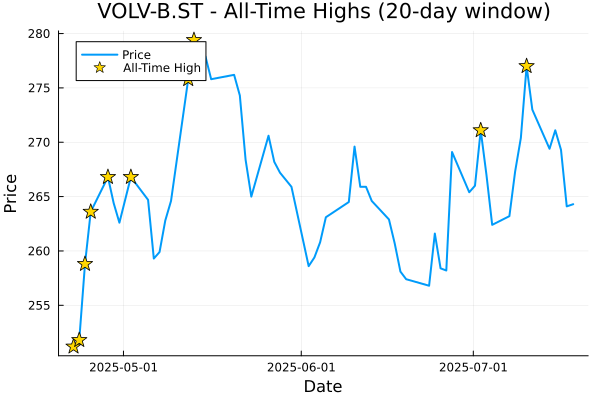 VOLV-B.ST - All-Time Highs (20-day window)
280
Price
All-Time High
275
270
265
260
255
Price
2025-05-01
2025-06-01
2025-07-01
Date